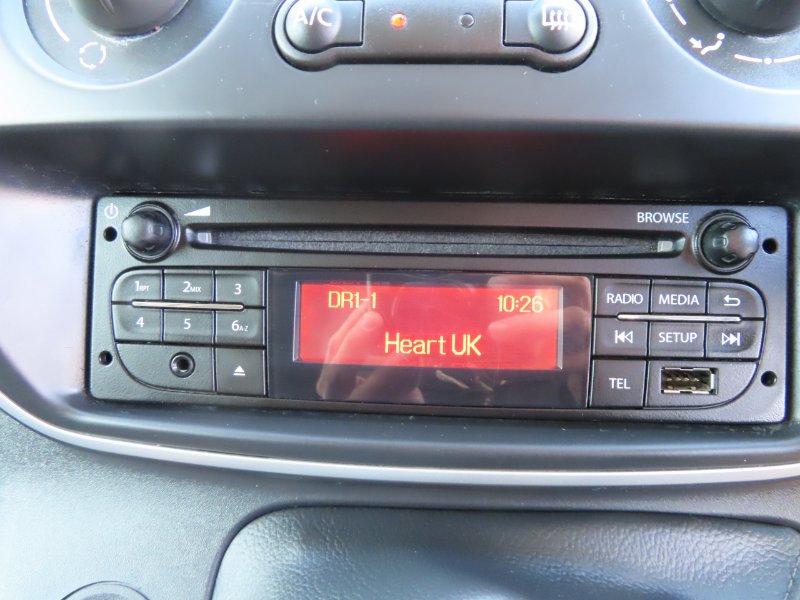 A/C
BROWSE
1RPT 2MIX 3
4 5 6A-Z
DR1-1 10:26
Heart UK
RADIO MEDIA
SETUP
TEL